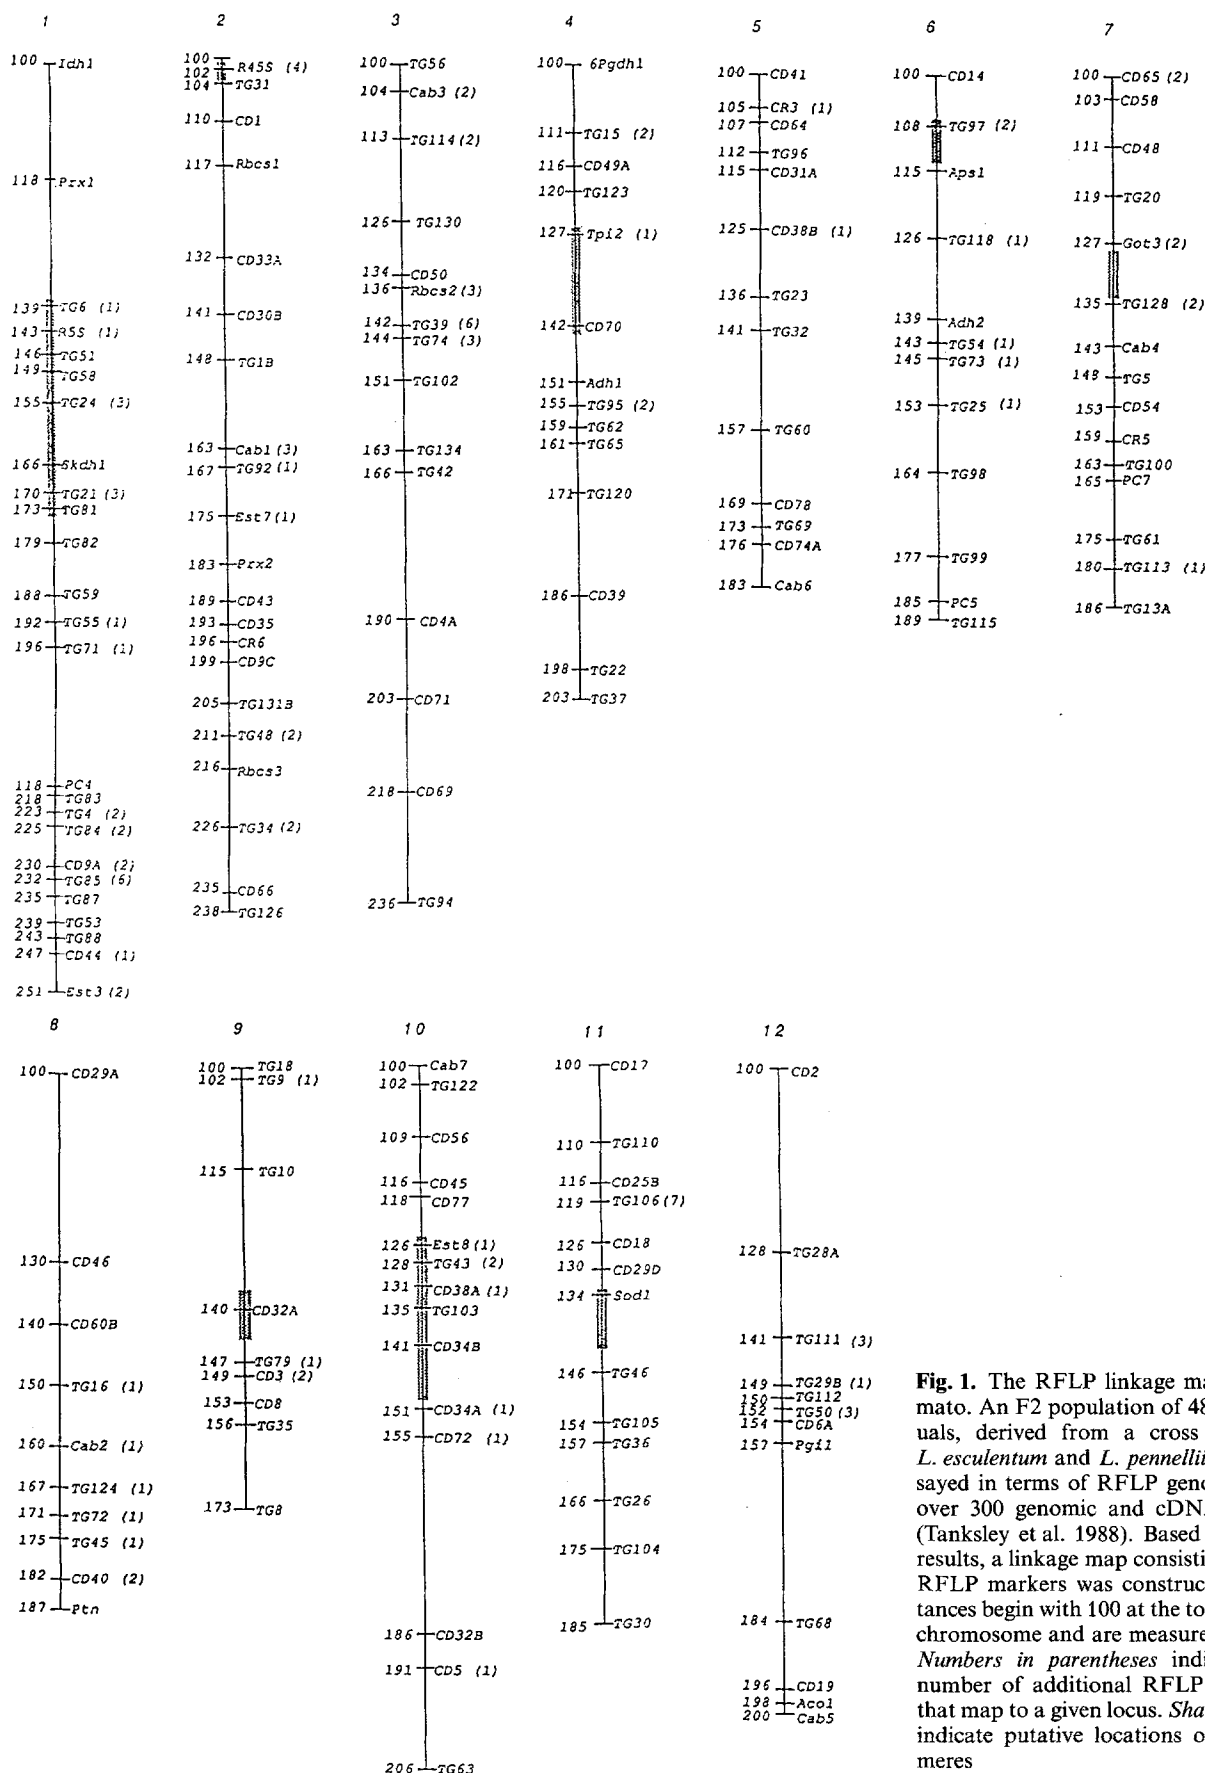 1
100 Idh1
118 Prx1
139 TG6 (1)
143 R5S (1)
146 TG51
149 TG58
155 TG24 (3)
166 Skdh1
170 TG21 (3)
173 TG81
179 TG82
188 TG59
192 TG55 (1)
196 TG71 (1)
118 PC4
218 TG83
223 TG4 (2)
225 TG84 (2)
230 CD9A (2)
232 TG85 (6)
235 TG87
239 TG53
243 TG88
247 CD44 (1)
251 Est3 (2)
2
100
102 R45S (4)
104 TG31
110 CD1
117 Rbcs1
132 CD33A
141 CD30B
148 TG1B
163 Cab1 (3)
167 TG92 (1)
175 Est7 (1)
183 Prx2
189 CD43
193 CD35
196 CR6
199 CD9C
205 TG131B
211 TG48 (2)
216 Rbcs3
226 TG34 (2)
235 CD66
238 TG126
3
100 TG56
104 Cab3 (2)
113 TG114 (2)
126 TG130
134 CD50
136 Rbcs2 (3)
142 TG39 (6)
144 TG74 (3)
151 TG102
163 TG134
166 TG42
190 CD4A
203 CD71
218 CD69
236 TG94
4
100 6Pgdh1
111 TG15 (2)
116 CD49A
120 TG123
127 Tpi2 (1)
142 CD70
151 Adh1
155 TG95 (2)
159 TG62
161 TG65
171 TG120
186 CD39
198 TG22
203 TG37
5
100 CD41
105 CR3 (1)
107 CD64
112 TG96
115 CD31A
125 CD38B (1)
136 TG23
141 TG32
157 TG60
169 CD78
173 TG69
176 CD74A
183 Cab6
6
100 CD14
108 TG97 (2)
115 Aps1
126 TG118 (1)
139 Adh2
143 TG54 (1)
145 TG73 (1)
153 TG25 (1)
164 TG98
177 TG99
185 PC5
189 TG115
7
100 CD65 (2)
103 CD58
111 CD48
119 TG20
127 Got3 (2)
135 TG128 (2)
143 Cab4
148 TG5
153 CD54
159 CR5
163 TG100
165 PC7
175 TG61
180 TG113 (1)
186 TG13A
8
100 CD29A
130 CD46
140 CD60B
150 TG16 (1)
160 Cab2 (1)
167 TG124 (1)
171 TG72 (1)
175 TG45 (1)
182 CD40 (2)
187 Ptn
9
100 TG18
102 TG9 (1)
115 TG10
140 CD32A
147 TG79 (1)
149 CD3 (2)
153 CD8
156 TG35
173 TG8
10
100 Cab7
102 TG122
109 CD56
116 CD45
118 CD77
126 Est8 (1)
128 TG43 (2)
131 CD38A (1)
135 TG103
141 CD34B
151 CD34A (1)
155 CD72 (1)
186 CD32B
191 CD5 (1)
206 TG63
11
100 CD17
110 TG110
116 CD25B
119 TG106 (7)
126 CD18
130 CD29D
134 Sod1
146 TG46
154 TG105
157 TG36
166 TG26
175 TG104
185 TG30
12
100 CD2
128 TG28A
141 TG111 (3)
149 TG29B (1)
150 TG112
152 TG50 (3)
154 CD6A
157 Pgi1
184 TG68
196 CD19
198 Aco1
200 Cab5
Fig. 1. The RFLP linkage ma
mato. An F2 population of 48
uals, derived from a cross
L. esculentum and L. pennellii
sayed in terms of RFLP geno
over 300 genomic and cDN
(Tanksley et al. 1988). Based
results, a linkage map consisti
RFLP markers was construc
tances begin with 100 at the to
chromosome and are measure
Numbers in parentheses indi
number of additional RFLP
that map to a given locus. Sha
indicate putative locations o
meres